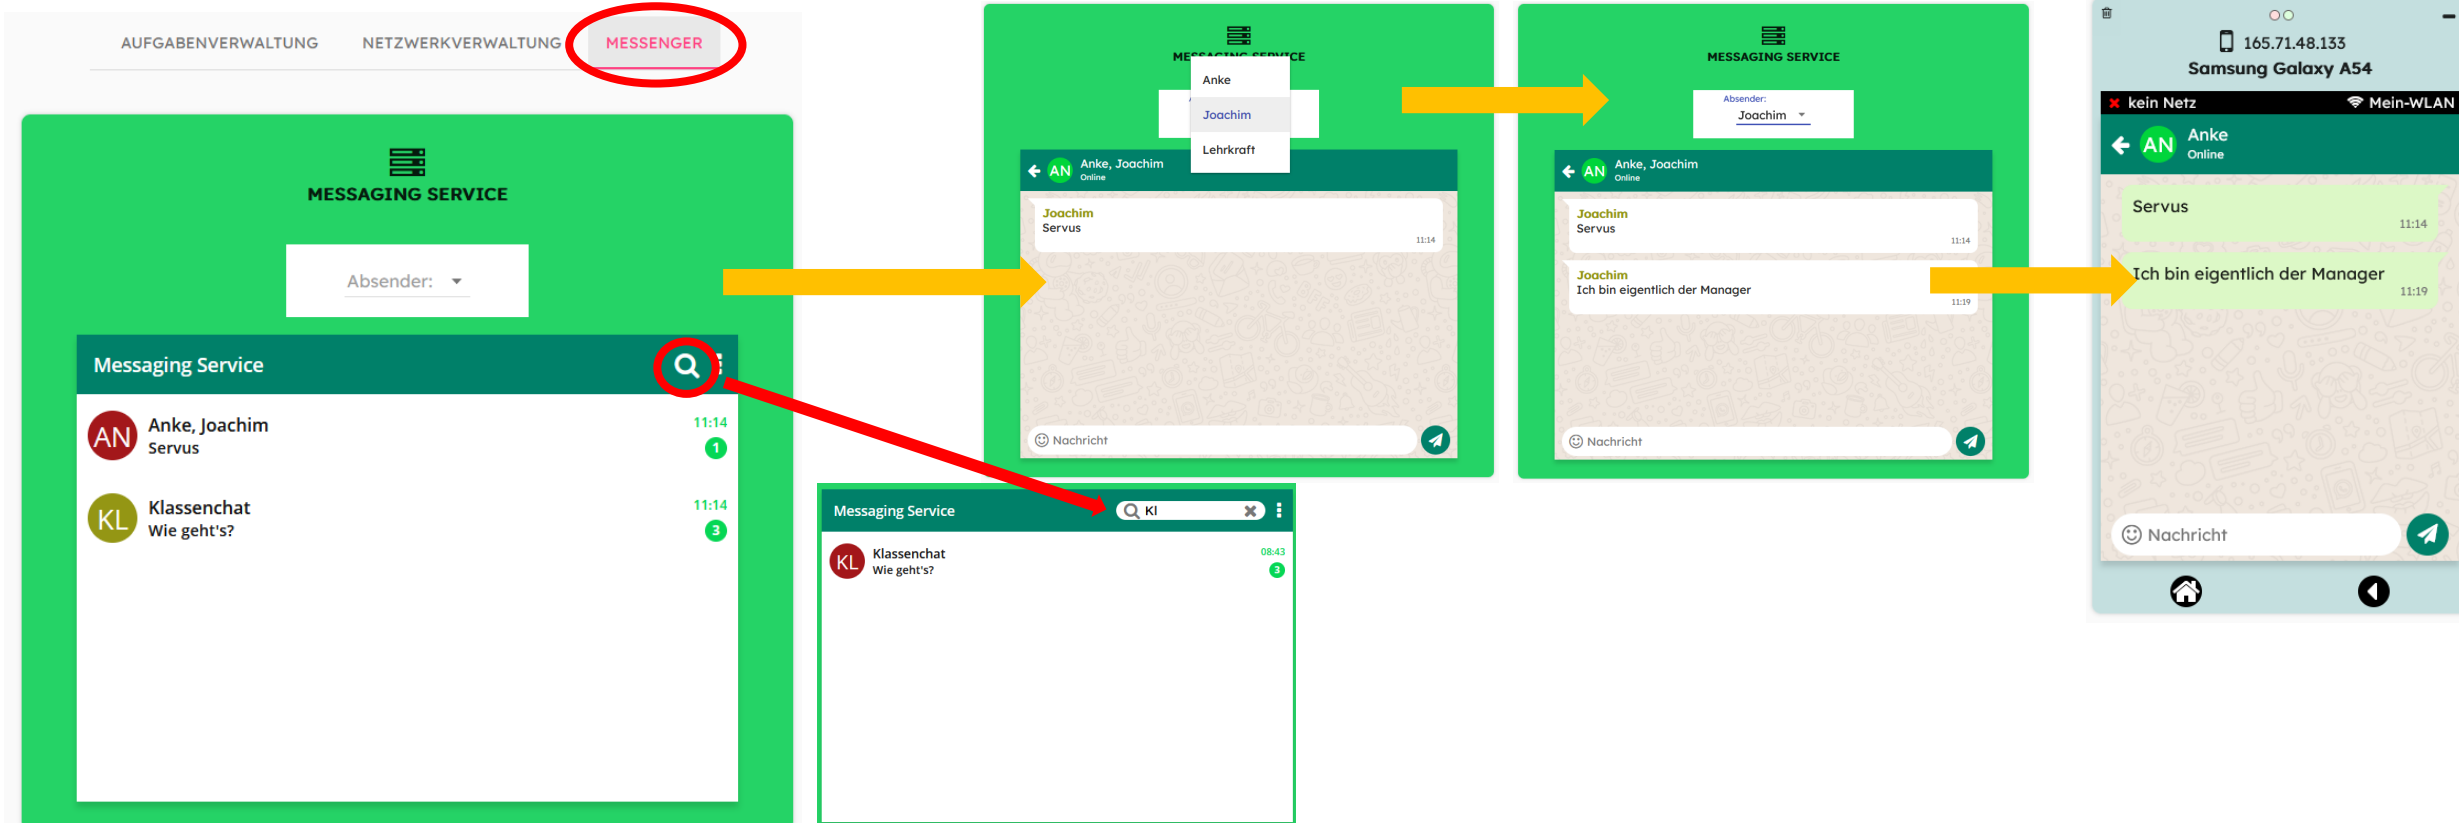 AUFGABENVERWALTUNG NETZWERKVERWALTUNG MESSENGER
MESSAGING SERVICE
Absender:
Messaging Service
AN Anke, Joachim 11:14
Servus 1
KL Klassenchat 11:14
Wie geht's? 3
MESSAGING SERVICE
Anke
Joachim
Lehrkraft
AN Anke, Joachim
Online
Joachim
Servus
11:14
Nachricht
Messaging Service Kl
KL Klassenchat 08:43
Wie geht's? 3
MESSAGING SERVICE
Absender:
Joachim
AN Anke, Joachim
Online
Joachim
Servus
11:14
Joachim
Ich bin eigentlich der Manager
11:19
Nachricht
165.71.48.133
Samsung Galaxy A54
kein Netz Mein-WLAN
AN Anke
Online
Servus
11:14
Ich bin eigentlich der Manager
11:19
Nachricht